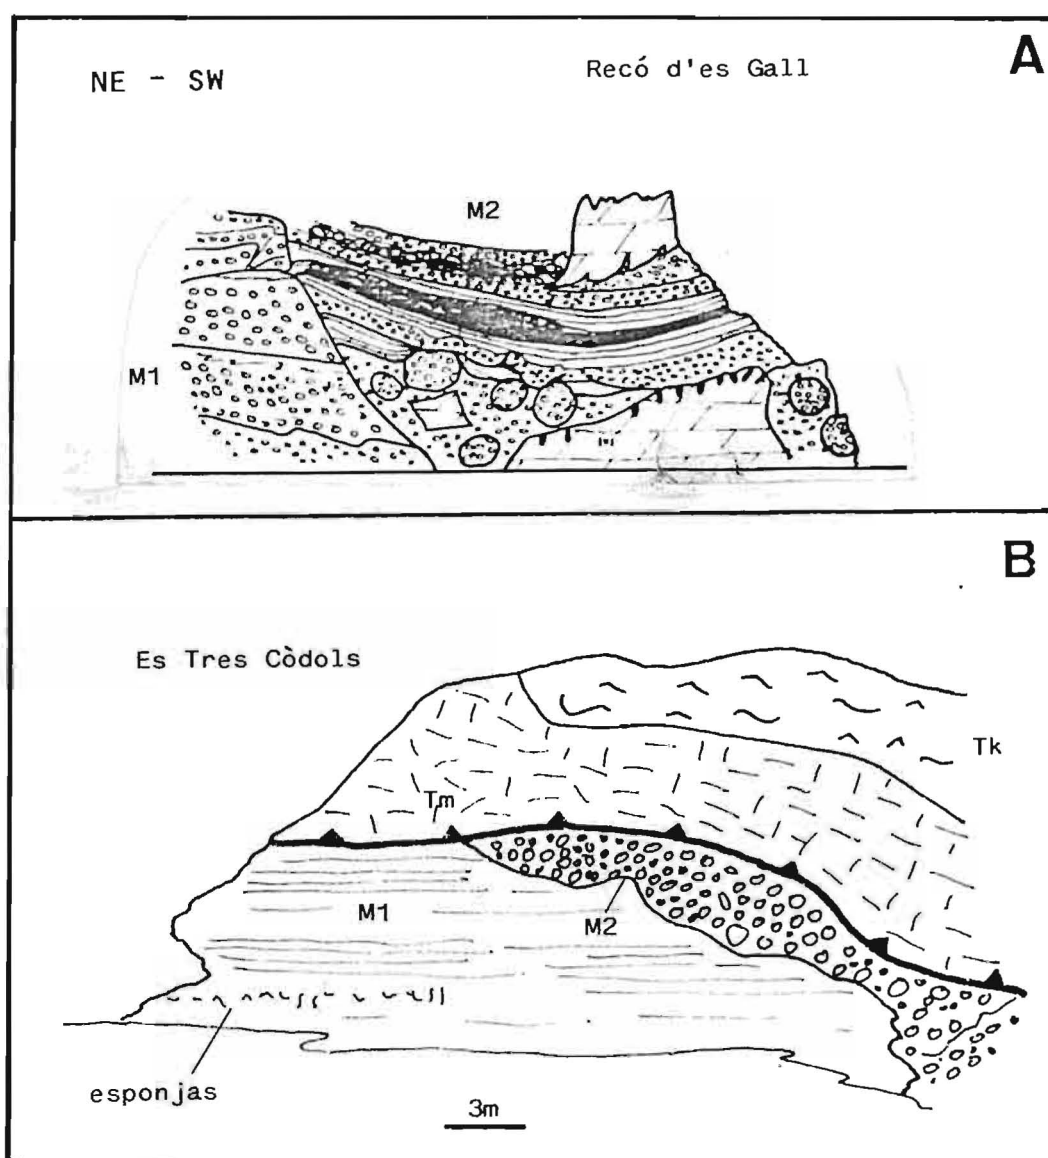 A
NE - SW
Recó d'es Gall
M2
M1
B
Es Tres Còdols
Tk
Tm
M1
M2
esponjas
3m